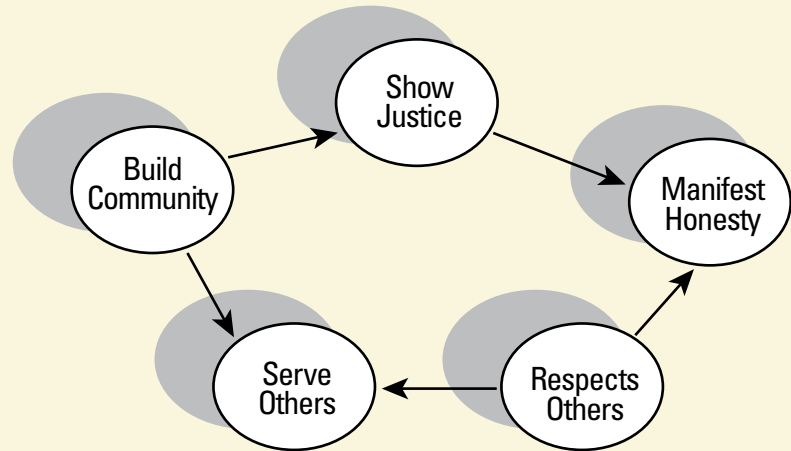 Show
Justice
Build
Community
Manifest
Honesty
Serve
Others
Respects
Others